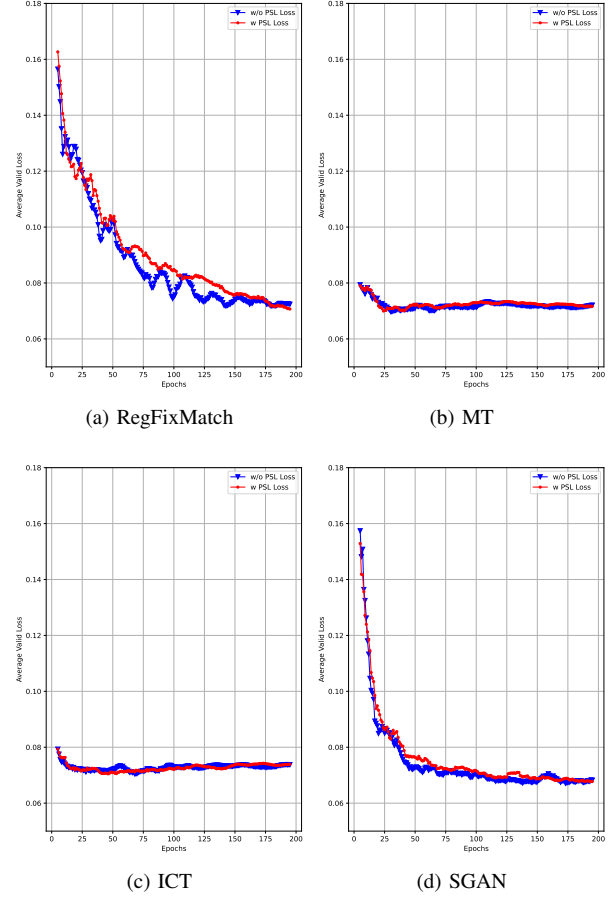 0.18
0.16
0.14
0.12
0.10
0.08
0.06
Average Valid Loss
0 25 50 75 100 125 150 175 200
Epochs
w/o PSL Loss
w PSL Loss
(a) RegFixMatch
0.18
0.16
0.14
0.12
0.10
0.08
0.06
Average Valid Loss
0 25 50 75 100 125 150 175 200
Epochs
w/o PSL Loss
w PSL Loss
(b) MT
0.18
0.16
0.14
0.12
0.10
0.08
0.06
Average Valid Loss
0 25 50 75 100 125 150 175 200
Epochs
w/o PSL Loss
w PSL Loss
(c) ICT
0.18
0.16
0.14
0.12
0.10
0.08
0.06
Average Valid Loss
0 25 50 75 100 125 150 175 200
Epochs
w/o PSL Loss
w PSL Loss
(d) SGAN